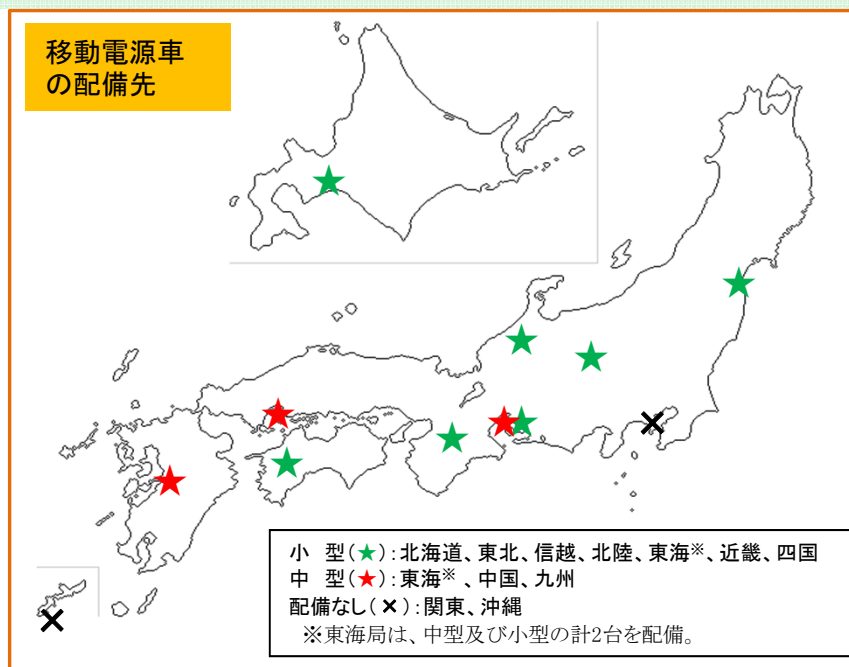 移動電源車
の配備先
小　型(★):北海道、東北、信越、北陸、東海※、近畿、四国
中　型(★):東海※ 、中国、九州
配備なし(×):関東、沖縄
※東海局は、中型及び小型の計2台を配備。